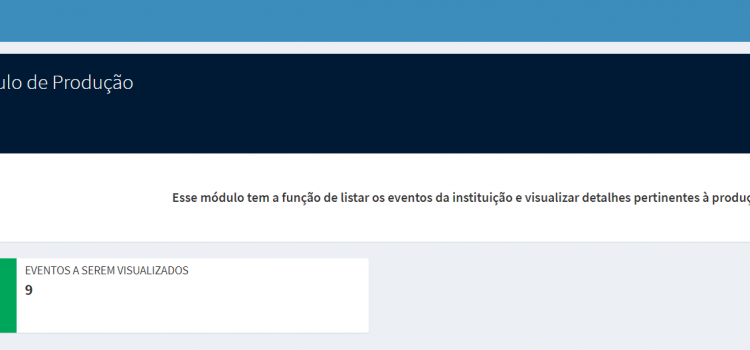 ulo de Produção
Esse módulo tem a função de listar os eventos da instituição e visualizar detalhes pertinentes à produç
EVENTOS A SEREM VISUALIZADOS
9